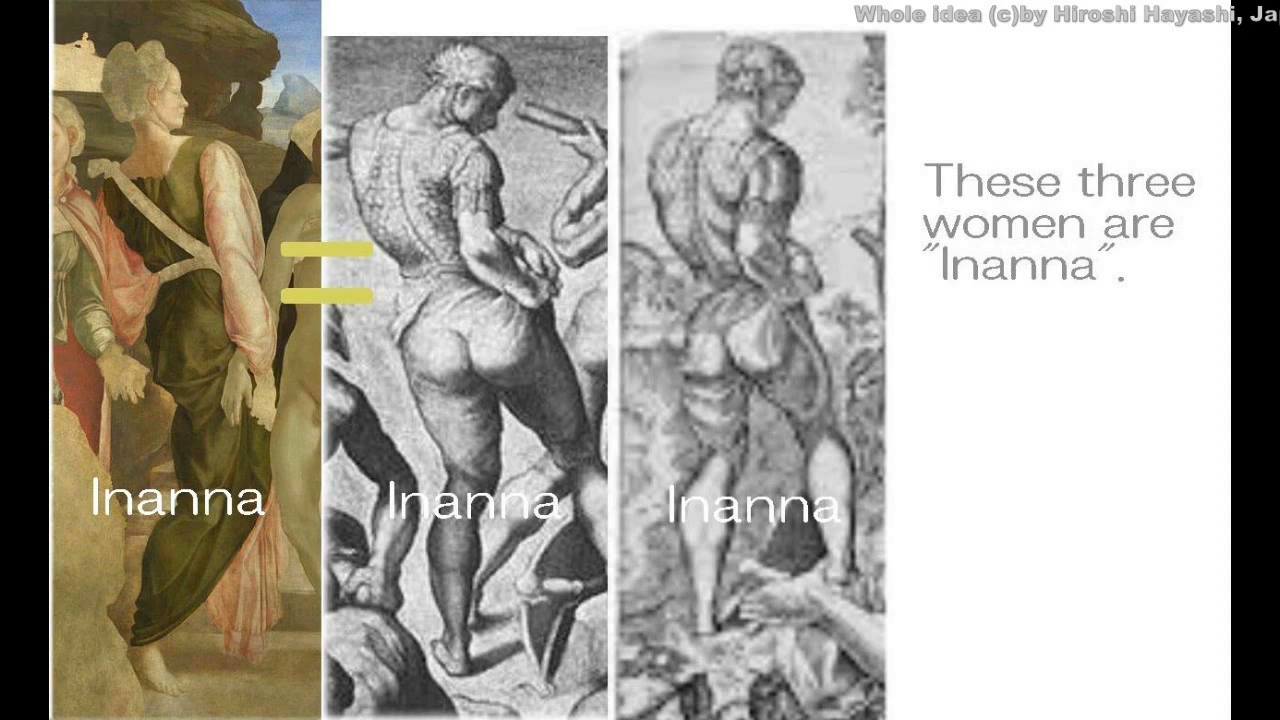 Whole idea (c)by Hiroshi Hayashi, Ja
These three
women are
"Inanna".
Inanna
Inanna
Inanna